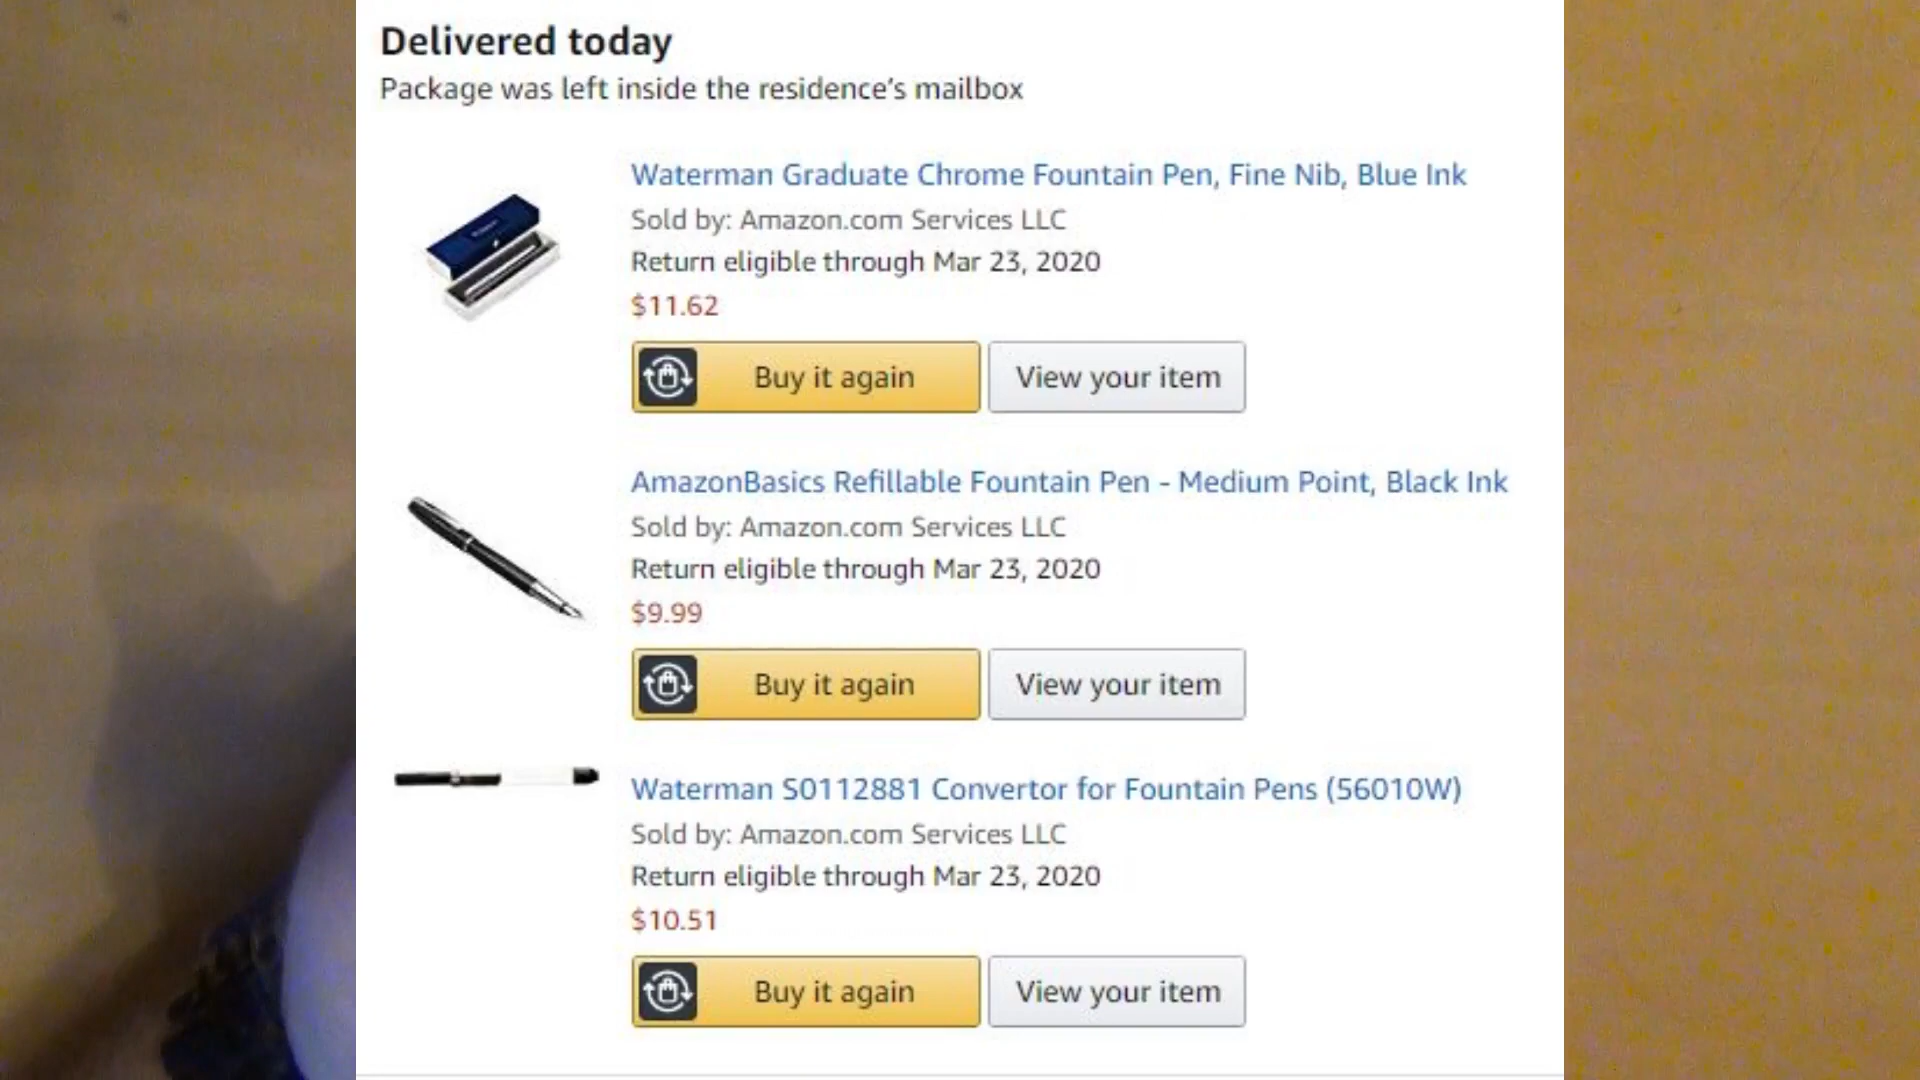 Delivered today
Package was left inside the residence's mailbox
Waterman Graduate Chrome Fountain Pen, Fine Nib, Blue Ink
Sold by: Amazon.com Services LLC
Return eligible through Mar 23, 2020
$11.62
Buy it again
View your item
AmazonBasics Refillable Fountain Pen - Medium Point, Black Ink
Sold by: Amazon.com Services LLC
Return eligible through Mar 23, 2020
$9.99
Buy it again
View your item
Waterman S0112881 Convertor for Fountain Pens (56010W)
Sold by: Amazon.com Services LLC
Return eligible through Mar 23, 2020
$10.51
Buy it again
View your item